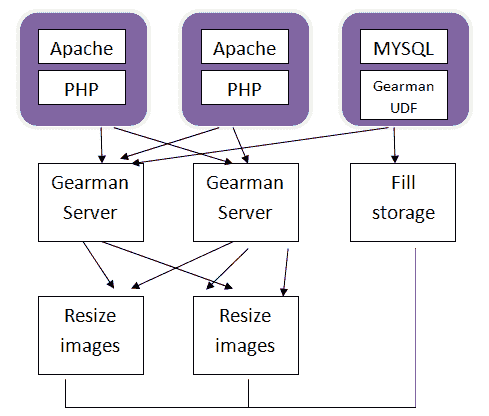 Apache
PHP
Apache
PHP
MYSQL
Gearman
UDF
Gearman
Server
Gearman
Server
Fill
storage
Resize
images
Resize
images